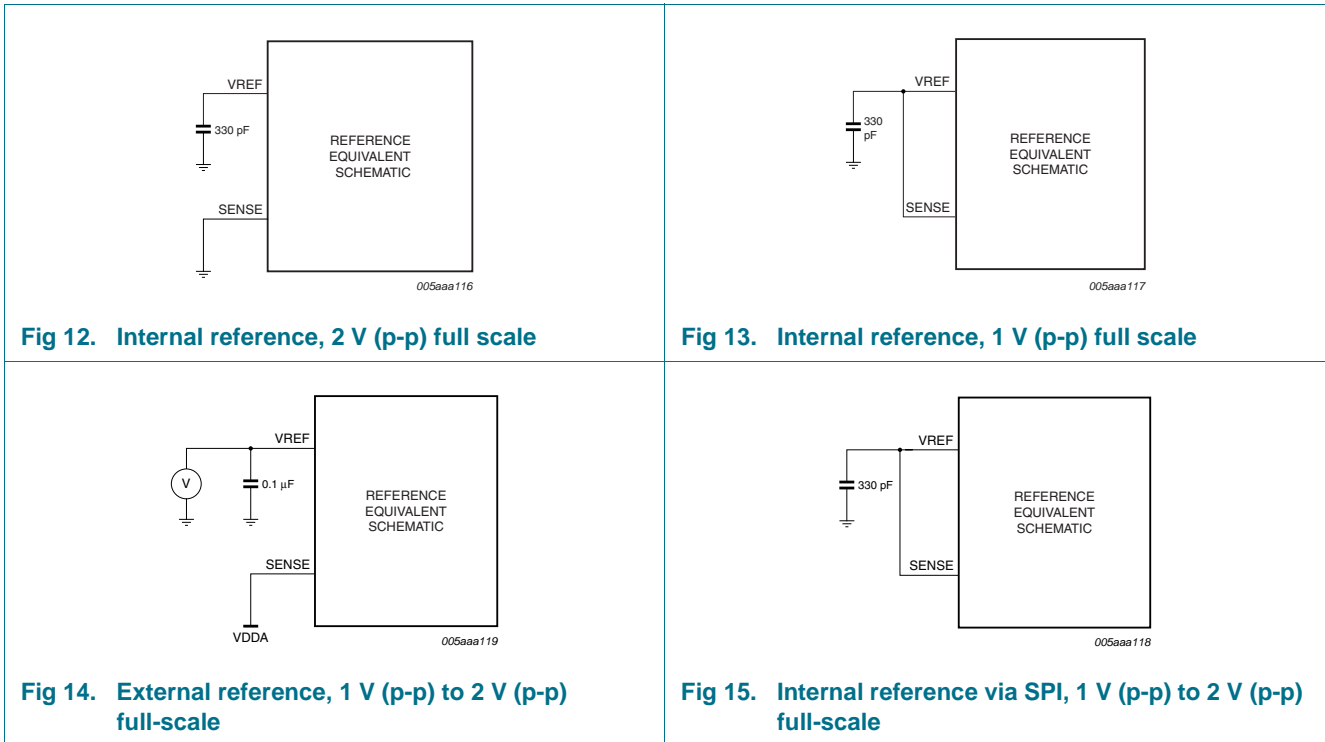 VREF
330 pF
REFERENCE
EQUIVALENT
SCHEMATIC
SENSE
005aaa116
Fig 12. Internal reference, 2 V (p-p) full scale
VREF
330
pF
REFERENCE
EQUIVALENT
SCHEMATIC
SENSE
005aaa117
Fig 13. Internal reference, 1 V (p-p) full scale
VREF
V
0.1 μF
REFERENCE
EQUIVALENT
SCHEMATIC
SENSE
VDDA
005aaa119
Fig 14. External reference, 1 V (p-p) to 2 V (p-p)
full-scale
VREF
330 pF
REFERENCE
EQUIVALENT
SCHEMATIC
SENSE
005aaa118
Fig 15. Internal reference via SPI, 1 V (p-p) to 2 V (p-p)
full-scale